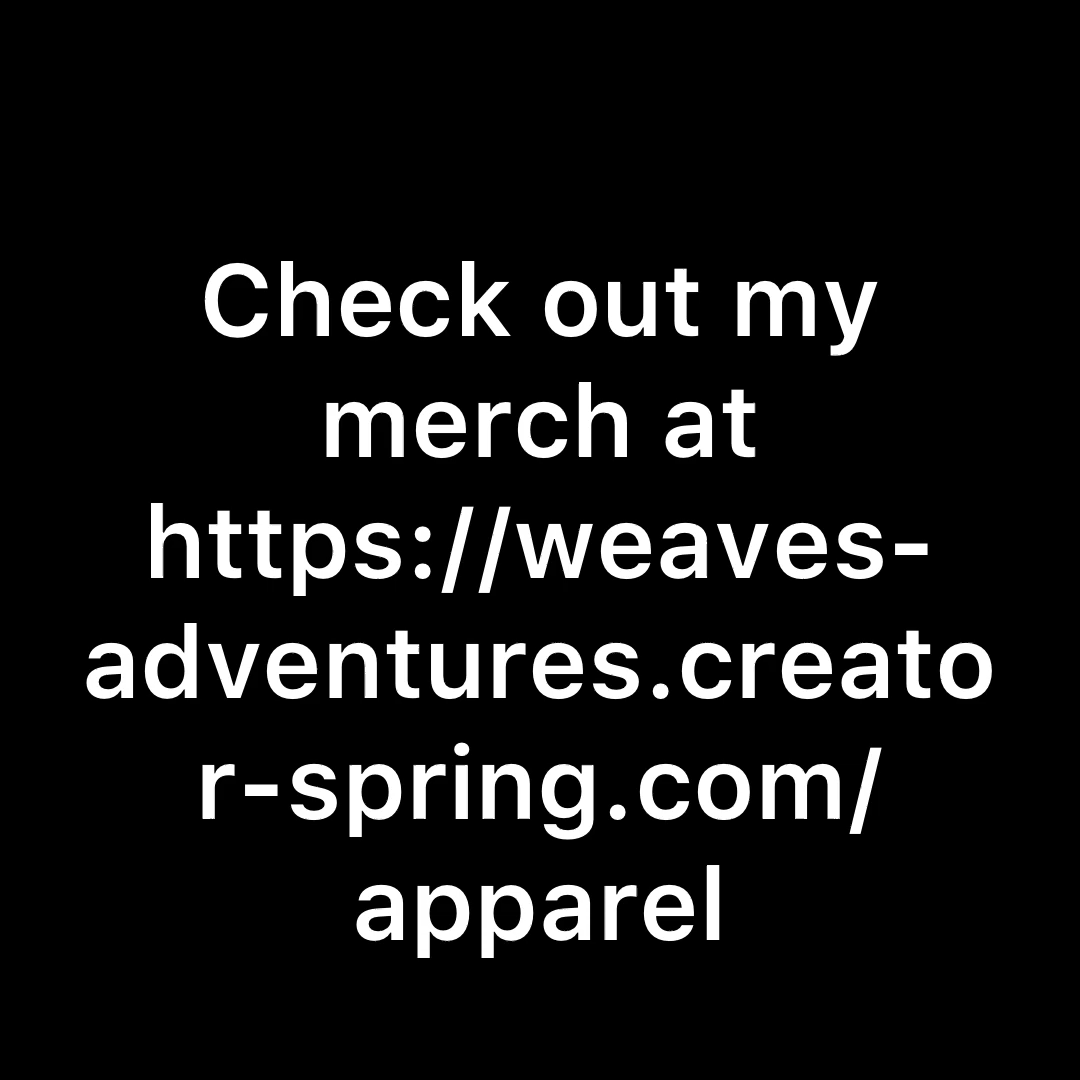 Check out my
merch at
https://weaves-
adventures.creato
r-spring.com/
apparel